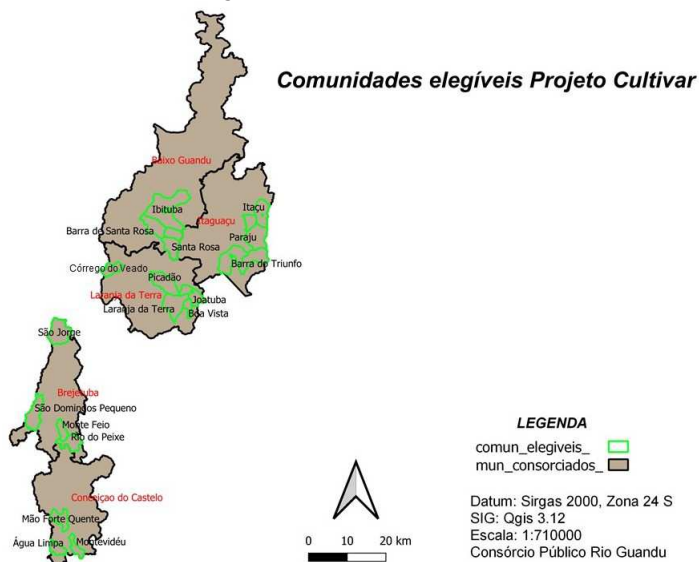 Comunidades elegíveis Projeto Cultivar
Baixo Guandu
Ibituba
Itaçu
Itaguaçu
Barra de Santa Rosa
Santa Rosa
Paraju
Córrego do Veado
Picadão
Barra do Triunfo
Laranja da Terra
Joatuba
Laranja da Terra
Boa Vista
São Jorge
Brejetuba
São Domingos Pequeno
Monte Feio
Rio do Peixe
Conceiçao do Castelo
Mão Forte Quente
Água Limpa
Montevidéu
LEGENDA
comun_elegiveis_
mun_consorciados_
Datum: Sirgas 2000, Zona 24 S
SIG: Qgis 3.12
Escala: 1:710000
Consórcio Público Rio Guandu
0 10 20 km